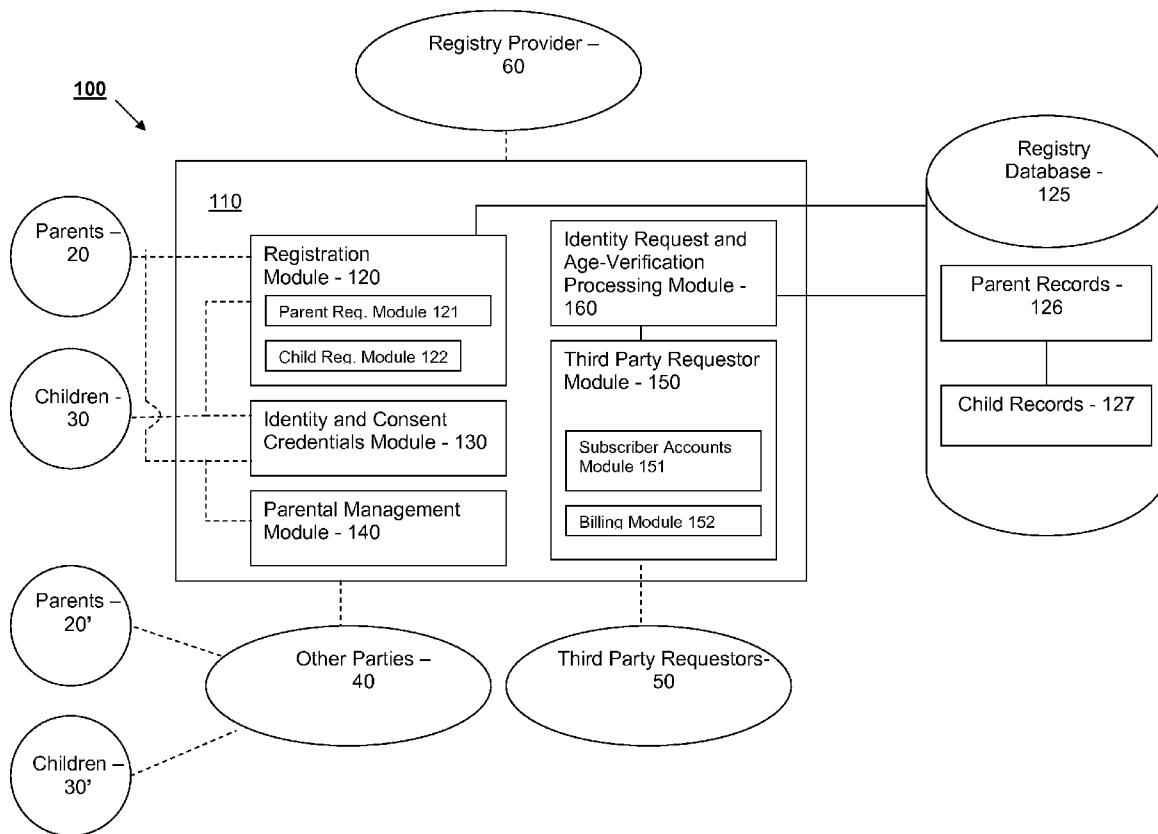 Registry Provider –
60
100
Registry
Database -
125
Parents –
20
110
Registration
Module - 120
Parent Reg. Module 121
Child Reg. Module 122
Identity Request and
Age-Verification
Processing Module -
160
Parent Records -
126
Children -
30
Third Party Requestor
Module - 150
Child Records - 127
Identity and Consent
Credentials Module - 130
Subscriber Accounts
Module 151
Parental Management
Module - 140
Billing Module 152
Parents –
20’
Other Parties –
40
Third Party Requestors-
50
Children –
30’